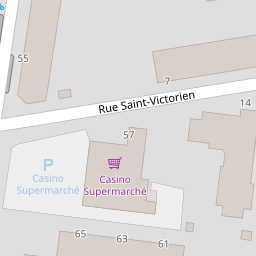 55
7
Rue Saint-Victorien
14
57
P
Casino
Supermarché
Casino
Supermarché
65
63
61